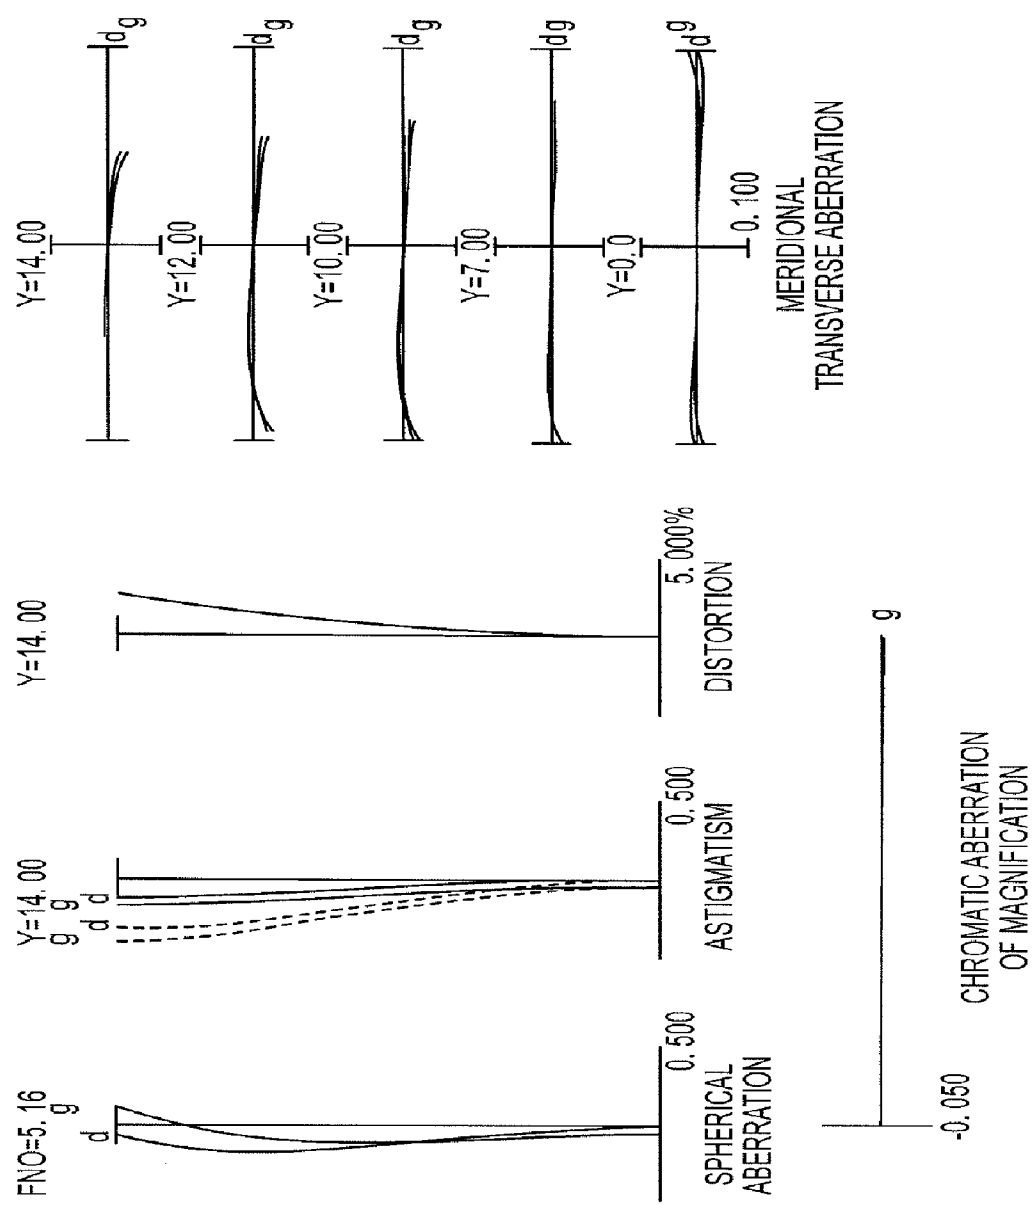 FNO=5.16
d
g
0.500
SPHERICAL
ABERRATION
Y=14.00
g
d
g
d
0.500
ASTIGMATISM
Y=14.00
5.000%
DISTORTION
Y=14.00
d
g
Y=12.00
d
g
Y=10.00
d
g
Y=7.00
d
g
Y=0.0
d
g
0.100
MERIDIONAL
TRANSVERSE ABERRATION
-0.050
g
CHROMATIC ABERRATION
OF MAGNIFICATION